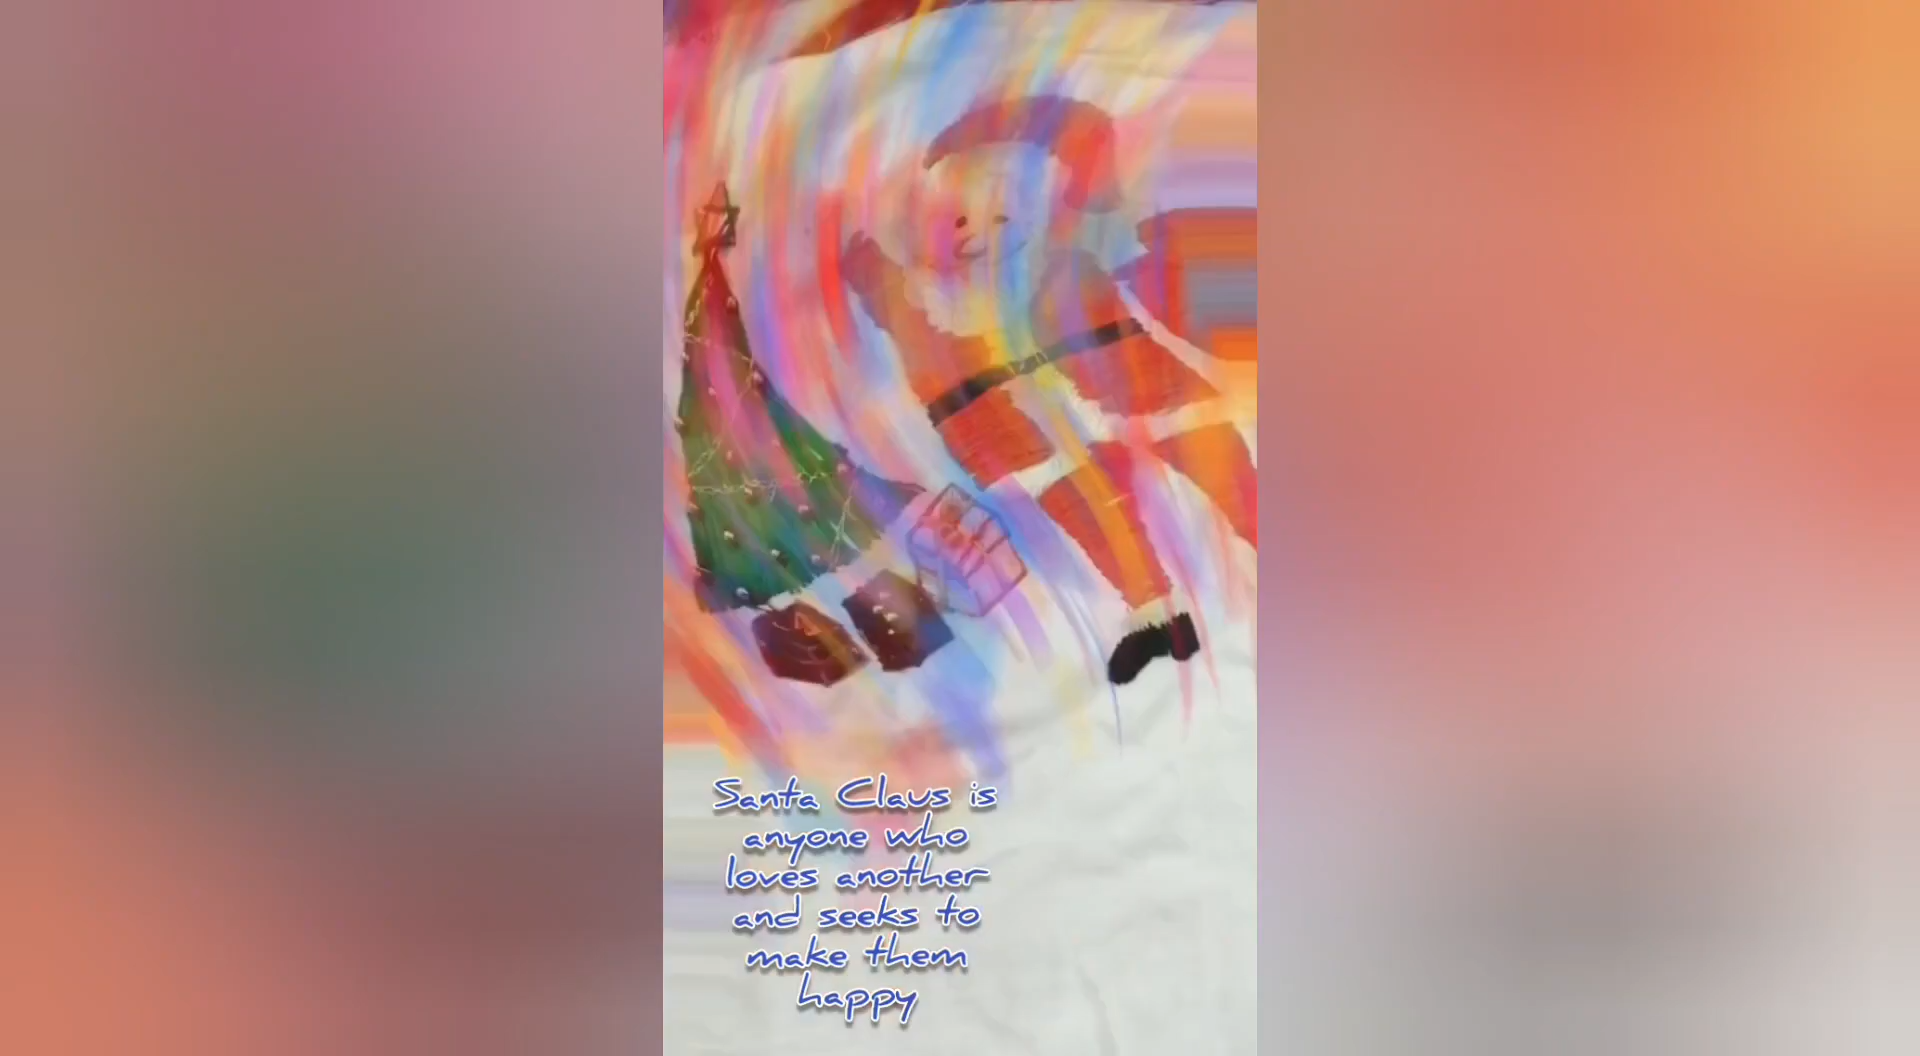 Santa Claus is
anyone who
loves another
and seeks to
make them
happy